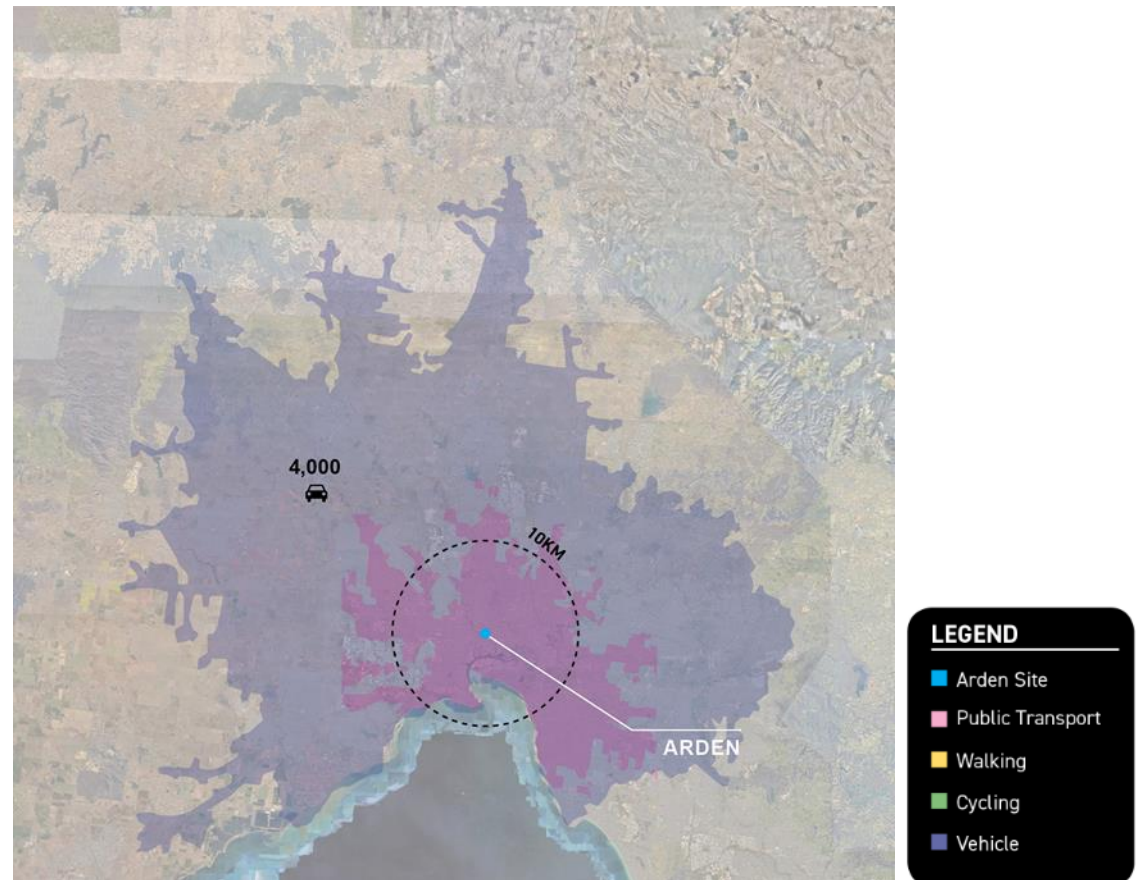 4,000
10KM
ARDEN
LEGEND
Arden Site
Public Transport
Walking
Cycling
Vehicle